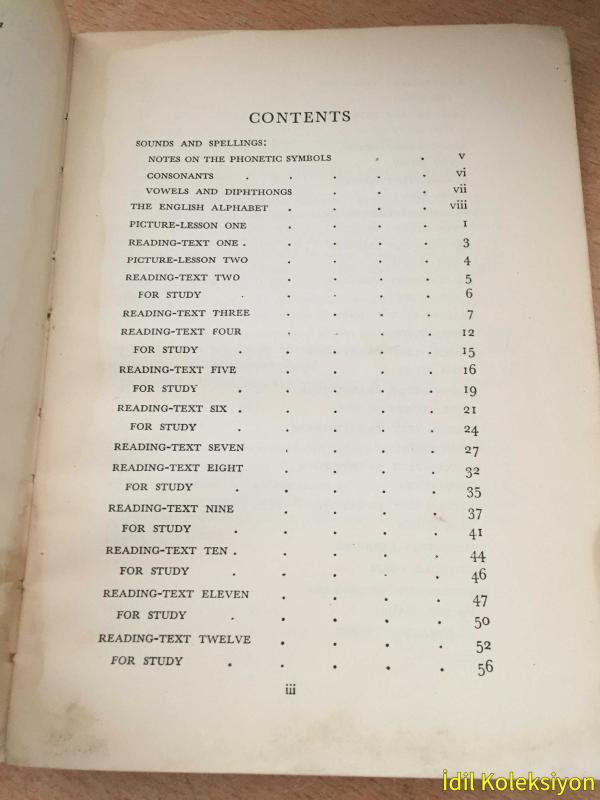 CONTENTS
SOUNDS AND SPELLINGS:
NOTES ON THE PHONETIC SYMBOLS . . v
CONSONANTS . . . . . vi
VOWELS AND DIPHTHONGS . . . vii
THE ENGLISH ALPHABET . . . . viii
PICTURE-LESSON ONE . . . . 1
READING-TEXT ONE . . . . . 3
PICTURE-LESSON TWO . . . . 4
READING-TEXT TWO . . . . 5
FOR STUDY . . . . . 6
READING-TEXT THREE . . . . 7
READING-TEXT FOUR . . . . 12
FOR STUDY . . . . . 15
READING-TEXT FIVE . . . . 16
FOR STUDY . . . . . 19
READING-TEXT SIX . . . . . 21
FOR STUDY . . . . . 24
READING-TEXT SEVEN . . . . 27
READING-TEXT EIGHT . . . . 32
FOR STUDY . . . . . 35
READING-TEXT NINE . . . . 37
FOR STUDY . . . . . 41
READING-TEXT TEN . . . . . 44
FOR STUDY . . . . . 46
READING-TEXT ELEVEN . . . . 47
FOR STUDY . . . . . 50
READING-TEXT TWELVE . . . . 52
FOR STUDY . . . . . 56
iii
İdil Koleksiyon